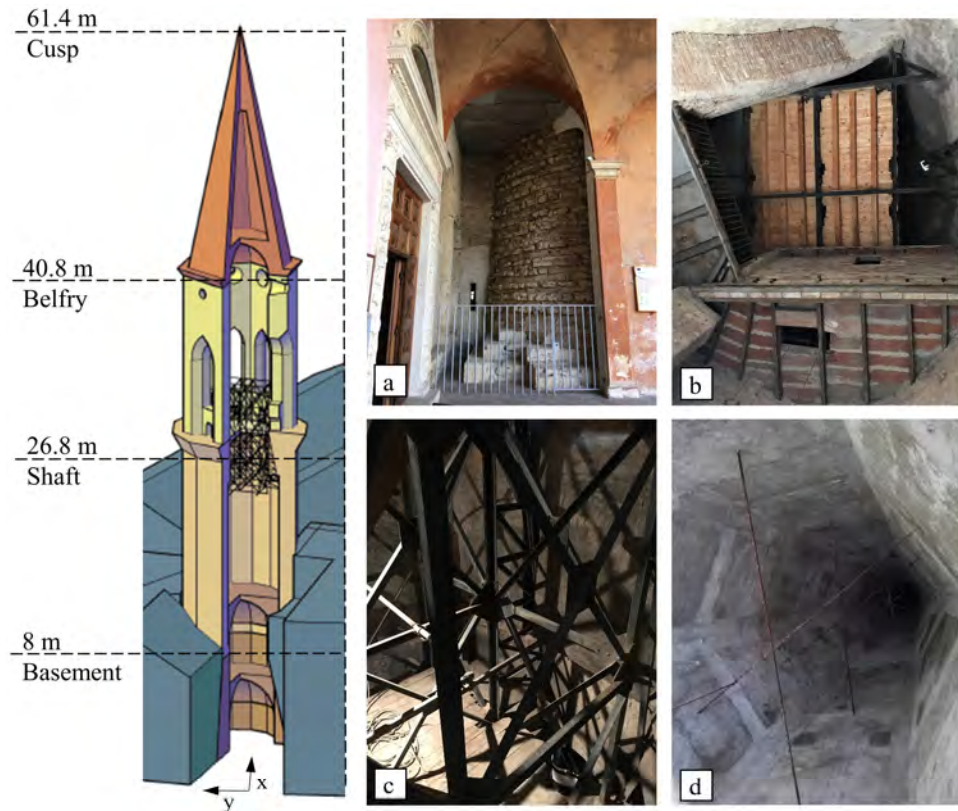 61.4 m
Cusp
40.8 m
Belfry
26.8 m
Shaft
8 m
Basement
x
y
a
b
c
d